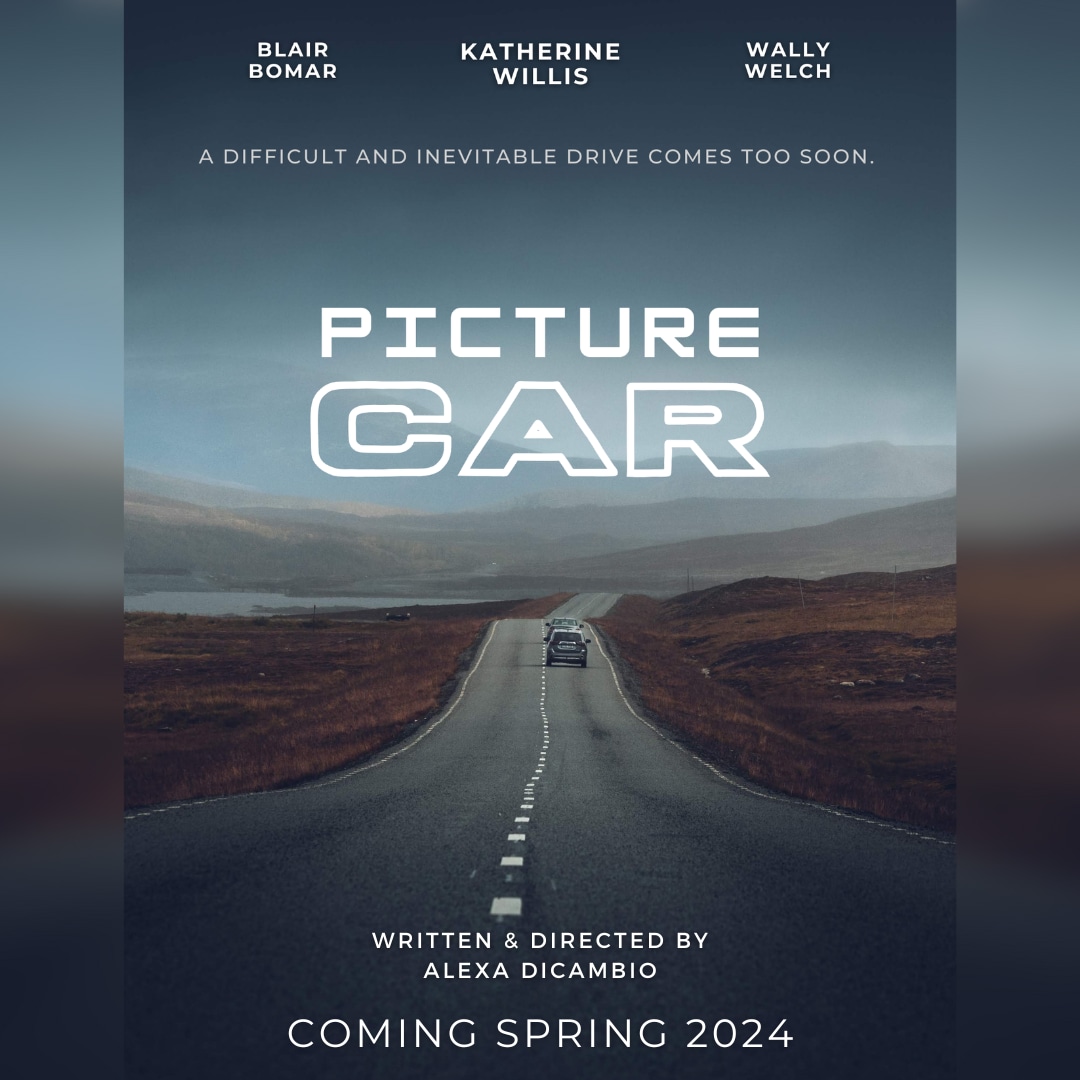 BLAIR
BOMAR
KATHERINE
WILLIS
WALLY
WELCH
A DIFFICULT AND INEVITABLE DRIVE COMES TOO SOON.
PICTURE
CAR
WRITTEN & DIRECTED BY
ALEXA DICAMBIO
COMING SPRING 2024